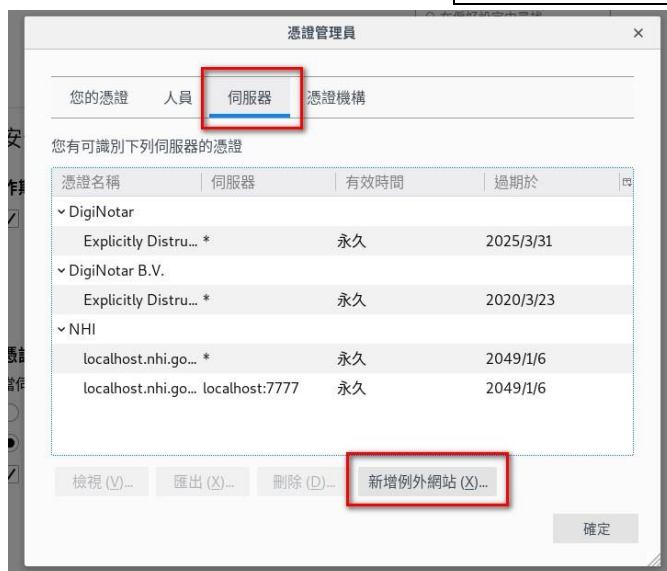 憑證管理員
您的憑證 人員 伺服器 憑證機構
您有可識別下列伺服器的憑證
憑證名稱 伺服器 有效時間 過期於
DigiNotar
Explicitly Distru... * 永久 2025/3/31
DigiNotar B.V.
Explicitly Distru... * 永久 2020/3/23
NHI
localhost.nhi.go... * 永久 2049/1/6
localhost.nhi.go... localhost:7777 永久 2049/1/6
檢視 (V)... 匯出 (X)... 刪除 (D)... 新增例外網站 (X)...
確定